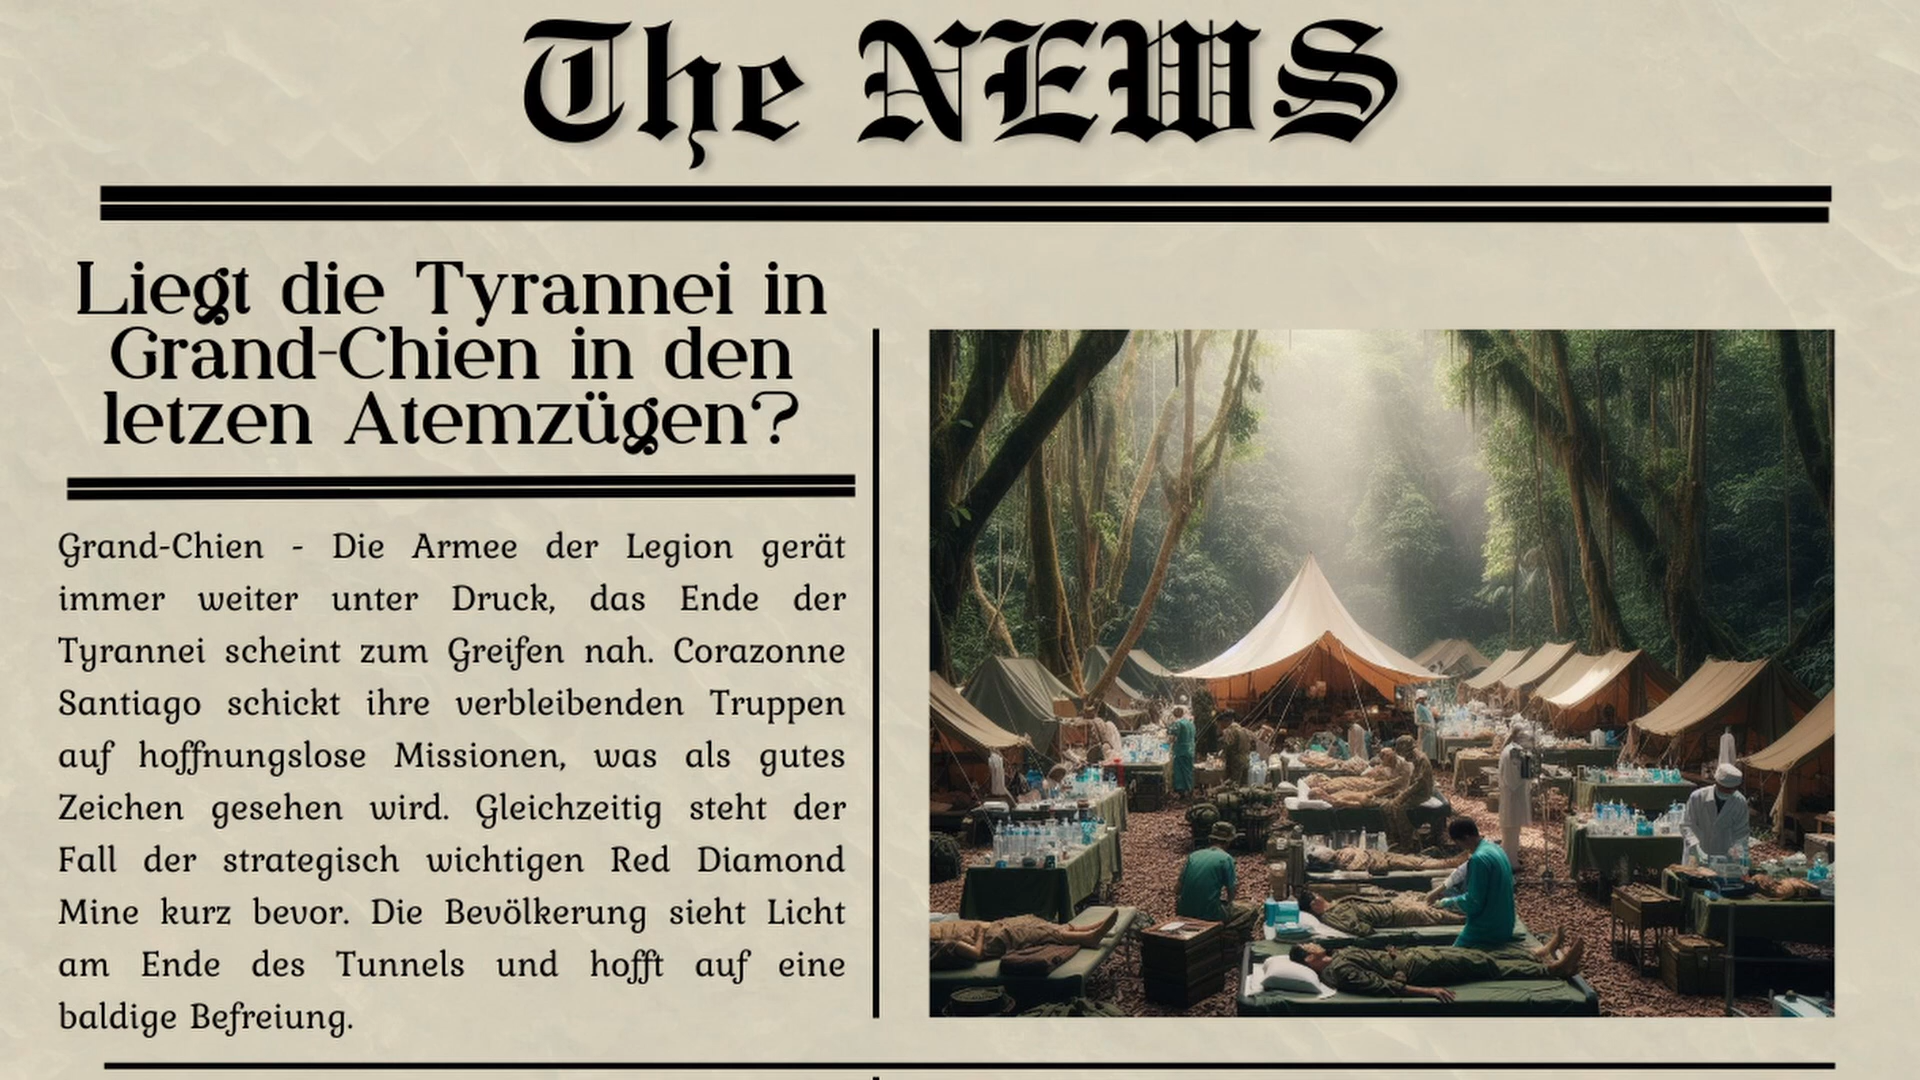 The NEWS
Liegt die Tyrannei in
Grand-Chien in den
letzen Atemzügen?
Grand-Chien - Die Armee der Legion gerät
immer weiter unter Druck, das Ende der
Tyrannei scheint zum Greifen nah. Corazonne
Santiago schickt ihre verbleibenden Truppen
auf hoffnungslose Missionen, was als gutes
Zeichen gesehen wird. Gleichzeitig steht der
Fall der strategisch wichtigen Red Diamond
Mine kurz bevor. Die Bevölkerung sieht Licht
am Ende des Tunnels und hofft auf eine
baldige Befreiung.